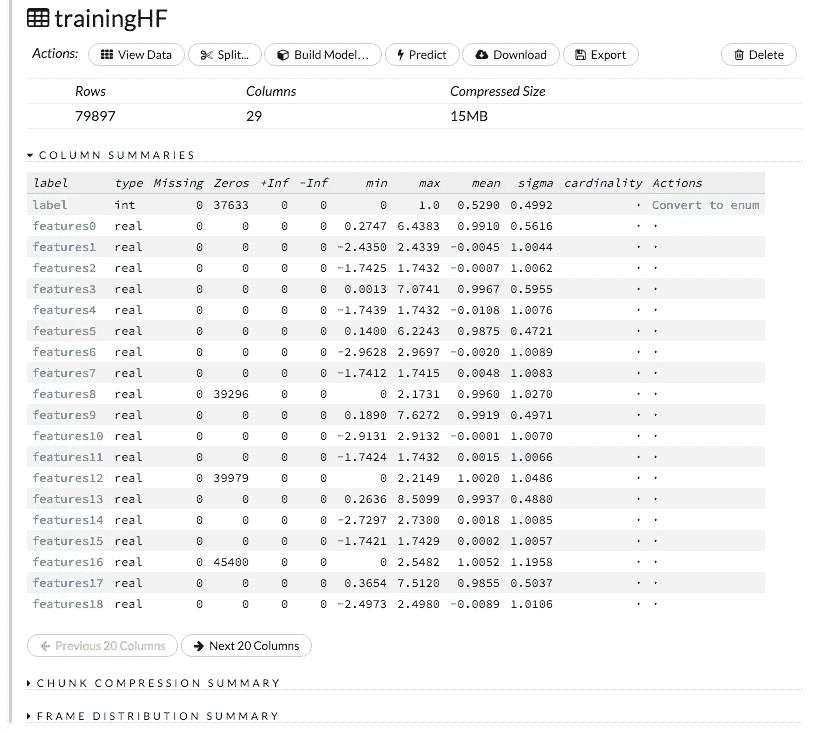 trainingHF
Actions: View Data Split... Build Model... Predict Download Export Delete
Rows Columns Compressed Size
79897 29 15MB
COLUMN SUMMARIES
label type Missing Zeros +Inf -Inf min max mean sigma cardinality Actions
label int 0 37633 0 0 0 1.0 0.5290 0.4992 · Convert to enum
features0 real 0 0 0 0 0.2747 6.4383 0.9910 0.5616 · ·
features1 real 0 0 0 0 -2.4350 2.4339 -0.0045 1.0044 · ·
features2 real 0 0 0 0 -1.7425 1.7432 -0.0007 1.0062 · ·
features3 real 0 0 0 0 0.0013 7.0741 0.9967 0.5955 · ·
features4 real 0 0 0 0 -1.7439 1.7432 -0.0108 1.0076 · ·
features5 real 0 0 0 0 0.1400 6.2243 0.9875 0.4721 · ·
features6 real 0 0 0 0 -2.9628 2.9697 -0.0020 1.0089 · ·
features7 real 0 0 0 0 -1.7412 1.7415 0.0048 1.0083 · ·
features8 real 0 39296 0 0 0 2.1731 0.9960 1.0270 · ·
features9 real 0 0 0 0 0.1890 7.6272 0.9919 0.4971 · ·
features10 real 0 0 0 0 -2.9131 2.9132 -0.0001 1.0070 · ·
features11 real 0 0 0 0 -1.7424 1.7432 0.0015 1.0066 · ·
features12 real 0 39979 0 0 0 2.2149 1.0020 1.0486 · ·
features13 real 0 0 0 0 0.2636 8.5099 0.9937 0.4880 · ·
features14 real 0 0 0 0 -2.7297 2.7300 0.0018 1.0085 · ·
features15 real 0 0 0 0 -1.7421 1.7429 0.0002 1.0057 · ·
features16 real 0 45400 0 0 0 2.5482 1.0052 1.1958 · ·
features17 real 0 0 0 0 0.3654 7.5120 0.9855 0.5037 · ·
features18 real 0 0 0 0 -2.4973 2.4980 -0.0089 1.0106 · ·
Previous 20 Columns Next 20 Columns
CHUNK COMPRESSION SUMMARY
FRAME DISTRIBUTION SUMMARY